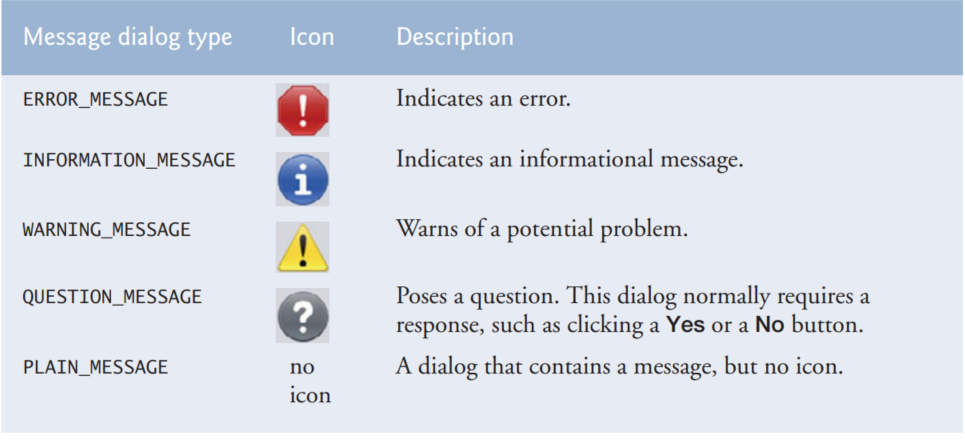 Message dialog type Icon Description
ERROR_MESSAGE ! Indicates an error.
INFORMATION_MESSAGE i Indicates an informational message.
WARNING_MESSAGE ! Warns of a potential problem.
QUESTION_MESSAGE ? Poses a question. This dialog normally requires a
response, such as clicking a Yes or a No button.
PLAIN_MESSAGE no A dialog that contains a message, but no icon.
icon